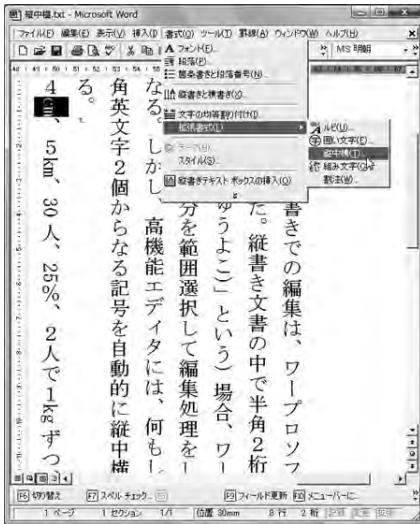 縦中横.txt - Microsoft Word
ファイル(F) 編集(E) 表示(V) 挿入(I) 書式(O) ツール(T) 罫線(A) ウィンドウ(W) ヘルプ(H)
MS 明朝
フォント(F)...
段落(P)...
箇条書きと段落番号(N)...
縦書きと横書き(X)...
文字の均等割り付け(I)...
拡張書式(L)
テーマ(H)...
スタイル(S)...
縦書きテキスト ボックスの挿入(O)
ルビ(U)...
囲い文字(E)...
縦中横(T)...
組み文字(O)...
割注(W)...
書きでの編集は、ワープロソフ
た。縦書き文書の中で半角2桁
ゅうよこ)」という)場合、ワー
分を範囲選択して編集処理を
なる。しかし、高機能エディタには、何もし
角英文字2個からなる記号を自動的に縦中横
る。
4cm、5km、30人、25%、2人で1kgずつ
F6 切り替え
F7 スペル チェック...
F9 フィールド更新
F10 メニューバーに...
1 ページ 1 セクション 1/1 位置 30mm 8 行 2 桁 記録 変更 拡張